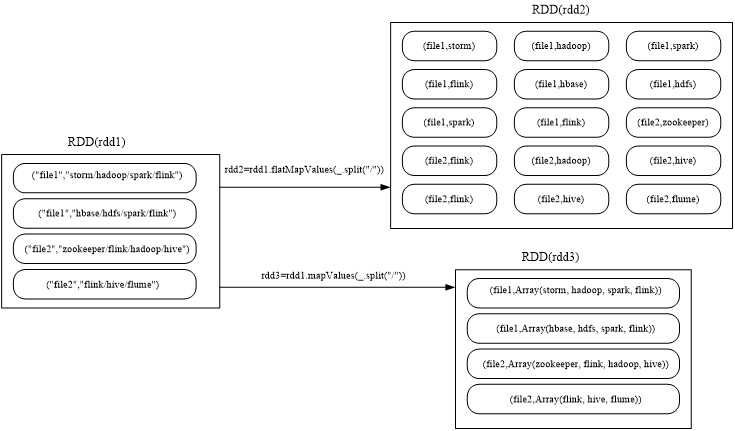 RDD(rdd2)
(file1,storm) (file1,hadoop) (file1,spark)
(file1,flink) (file1,hbase) (file1,hdfs)
(file1,spark) (file1,flink) (file2,zookeeper)
(file2,flink) (file2,hadoop) (file2,hive)
(file2,flink) (file2,hive) (file2,flume)
RDD(rdd1)
("file1","storm/hadoop/spark/flink")
("file1","hbase/hdfs/spark/flink")
("file2","zookeeper/flink/hadoop/hive")
("file2","flink/hive/flume")
rdd2=rdd1.flatMapValues(_.split("/"))
rdd3=rdd1.mapValues(_.split("/"))
RDD(rdd3)
(file1,Array(storm, hadoop, spark, flink))
(file1,Array(hbase, hdfs, spark, flink))
(file2,Array(zookeeper, flink, hadoop, hive))
(file2,Array(flink, hive, flume))